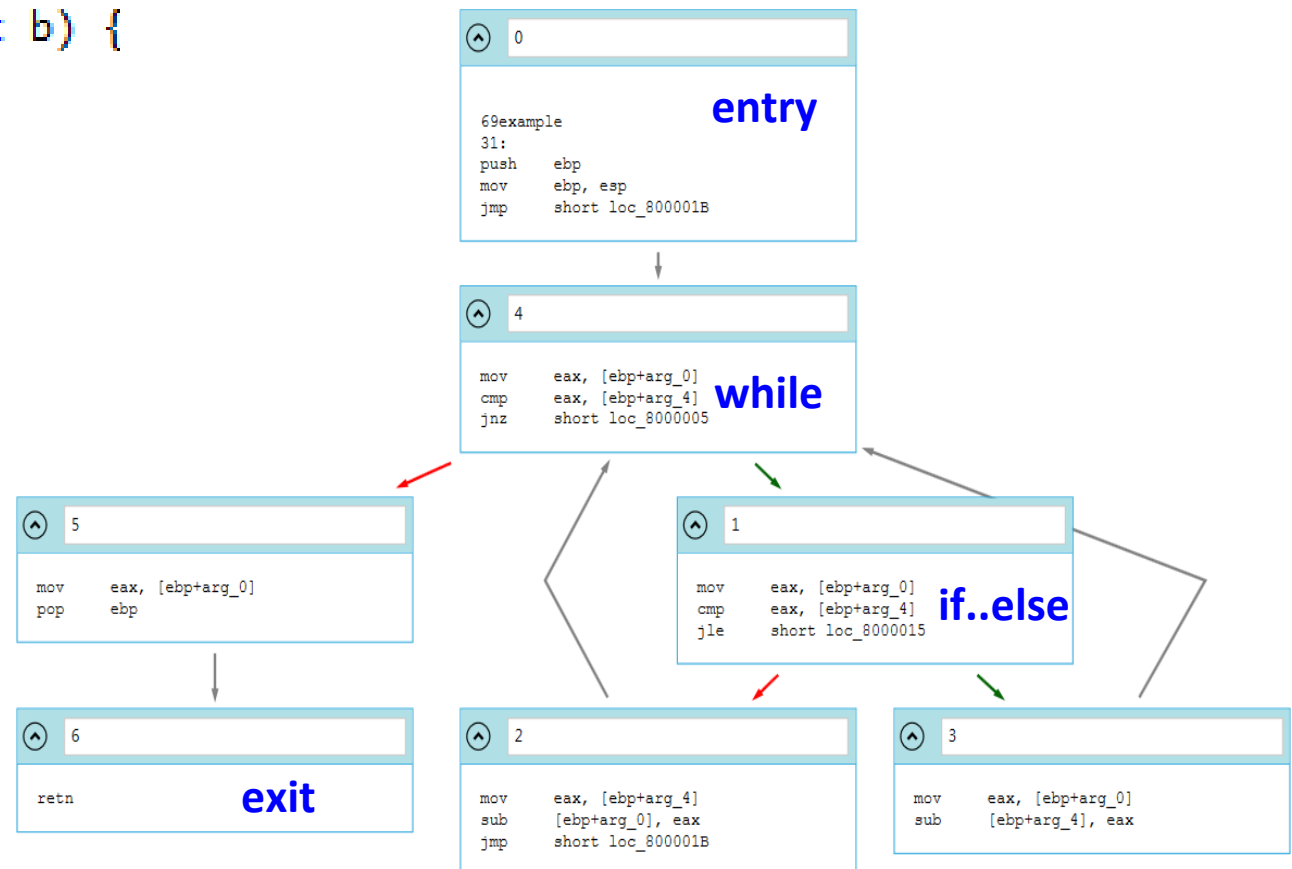 b) {
0
entry
69example
31:
push ebp
mov ebp, esp
jmp short loc_800001B
4
mov eax, [ebp+arg_0]
cmp eax, [ebp+arg_4]
jnz short loc_8000005
while
5
mov eax, [ebp+arg_0]
pop ebp
1
mov eax, [ebp+arg_0]
cmp eax, [ebp+arg_4]
jle short loc_8000015
if..else
6
retn
exit
2
mov eax, [ebp+arg_4]
sub [ebp+arg_0], eax
jmp short loc_800001B
3
mov eax, [ebp+arg_0]
sub [ebp+arg_4], eax